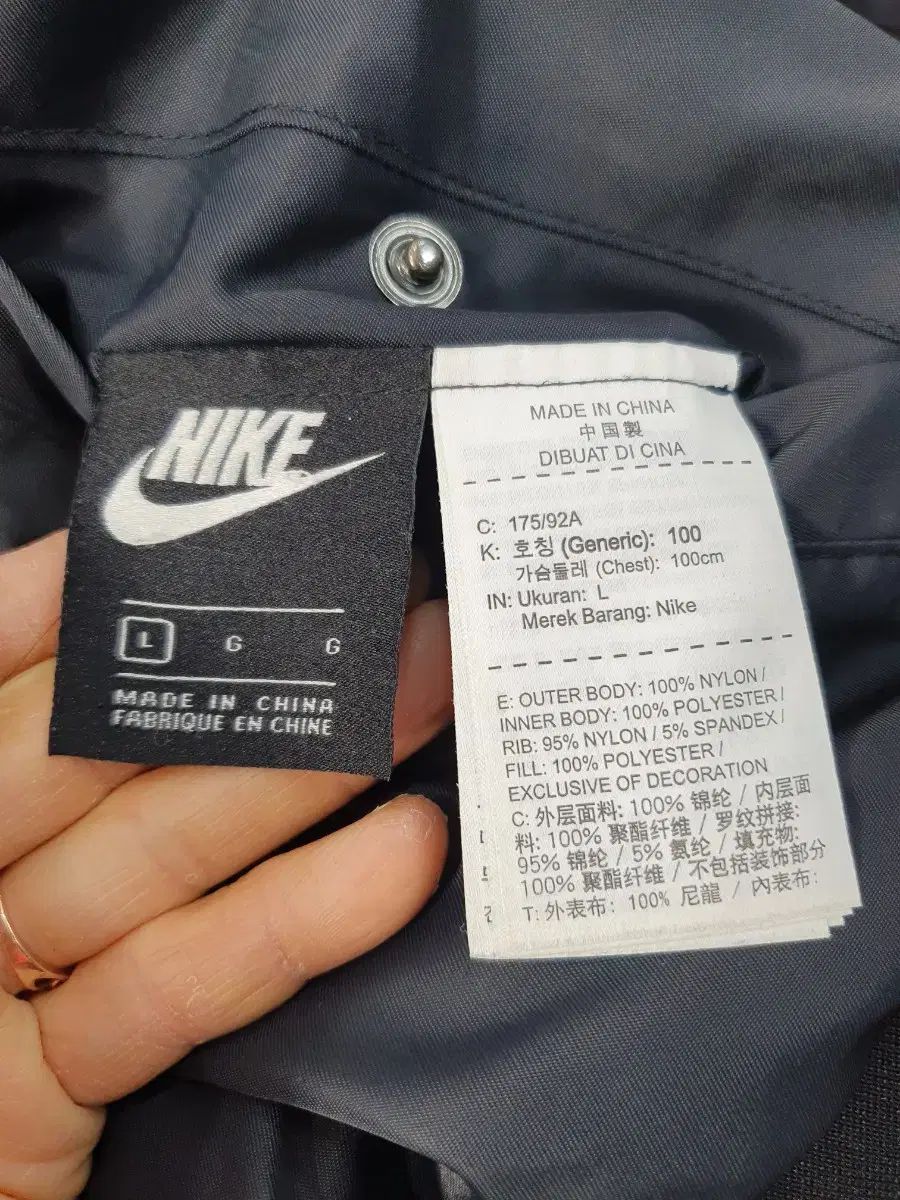 NIKE
L G G
MADE IN CHINA
FABRIQUE EN CHINE
MADE IN CHINA
中国製
DIBUAT DI CINA
C: 175/92A
K: 호칭 (Generic): 100
가슴둘레 (Chest): 100cm
IN: Ukuran: L
Merek Barang: Nike
E: OUTER BODY: 100% NYLON /
INNER BODY: 100% POLYESTER /
RIB: 95% NYLON / 5% SPANDEX /
FILL: 100% POLYESTER /
EXCLUSIVE OF DECORATION
C: 外层面料: 100% 锦纶 / 内层面
料: 100% 聚酯纤维 / 罗纹拼接:
95% 锦纶 / 5% 氨纶 / 填充物:
100% 聚酯纤维 / 不包括装饰部分
T: 外表布: 100% 尼龍 / 內表布: